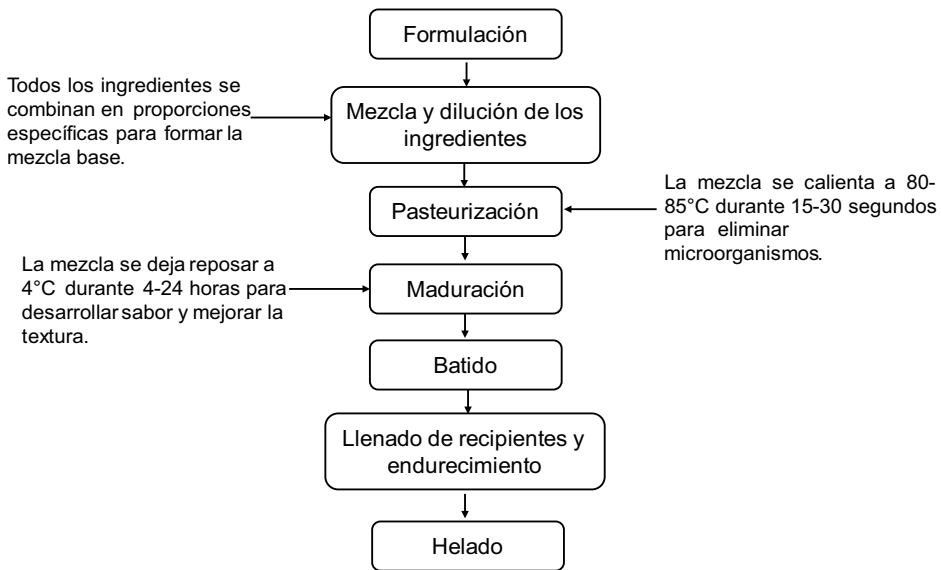 Formulación
Todos los ingredientes se
combinan en proporciones
específicas para formar la
mezcla base.
Mezcla y dilución de los
ingredientes
Pasteurización
La mezcla se calienta a 80-
85°C durante 15-30 segundos
para eliminar
microorganismos.
La mezcla se deja reposar a
4°C durante 4-24 horas para
desarrollar sabor y mejorar la
textura.
Maduración
Batido
Llenado de recipientes y
endurecimiento
Helado